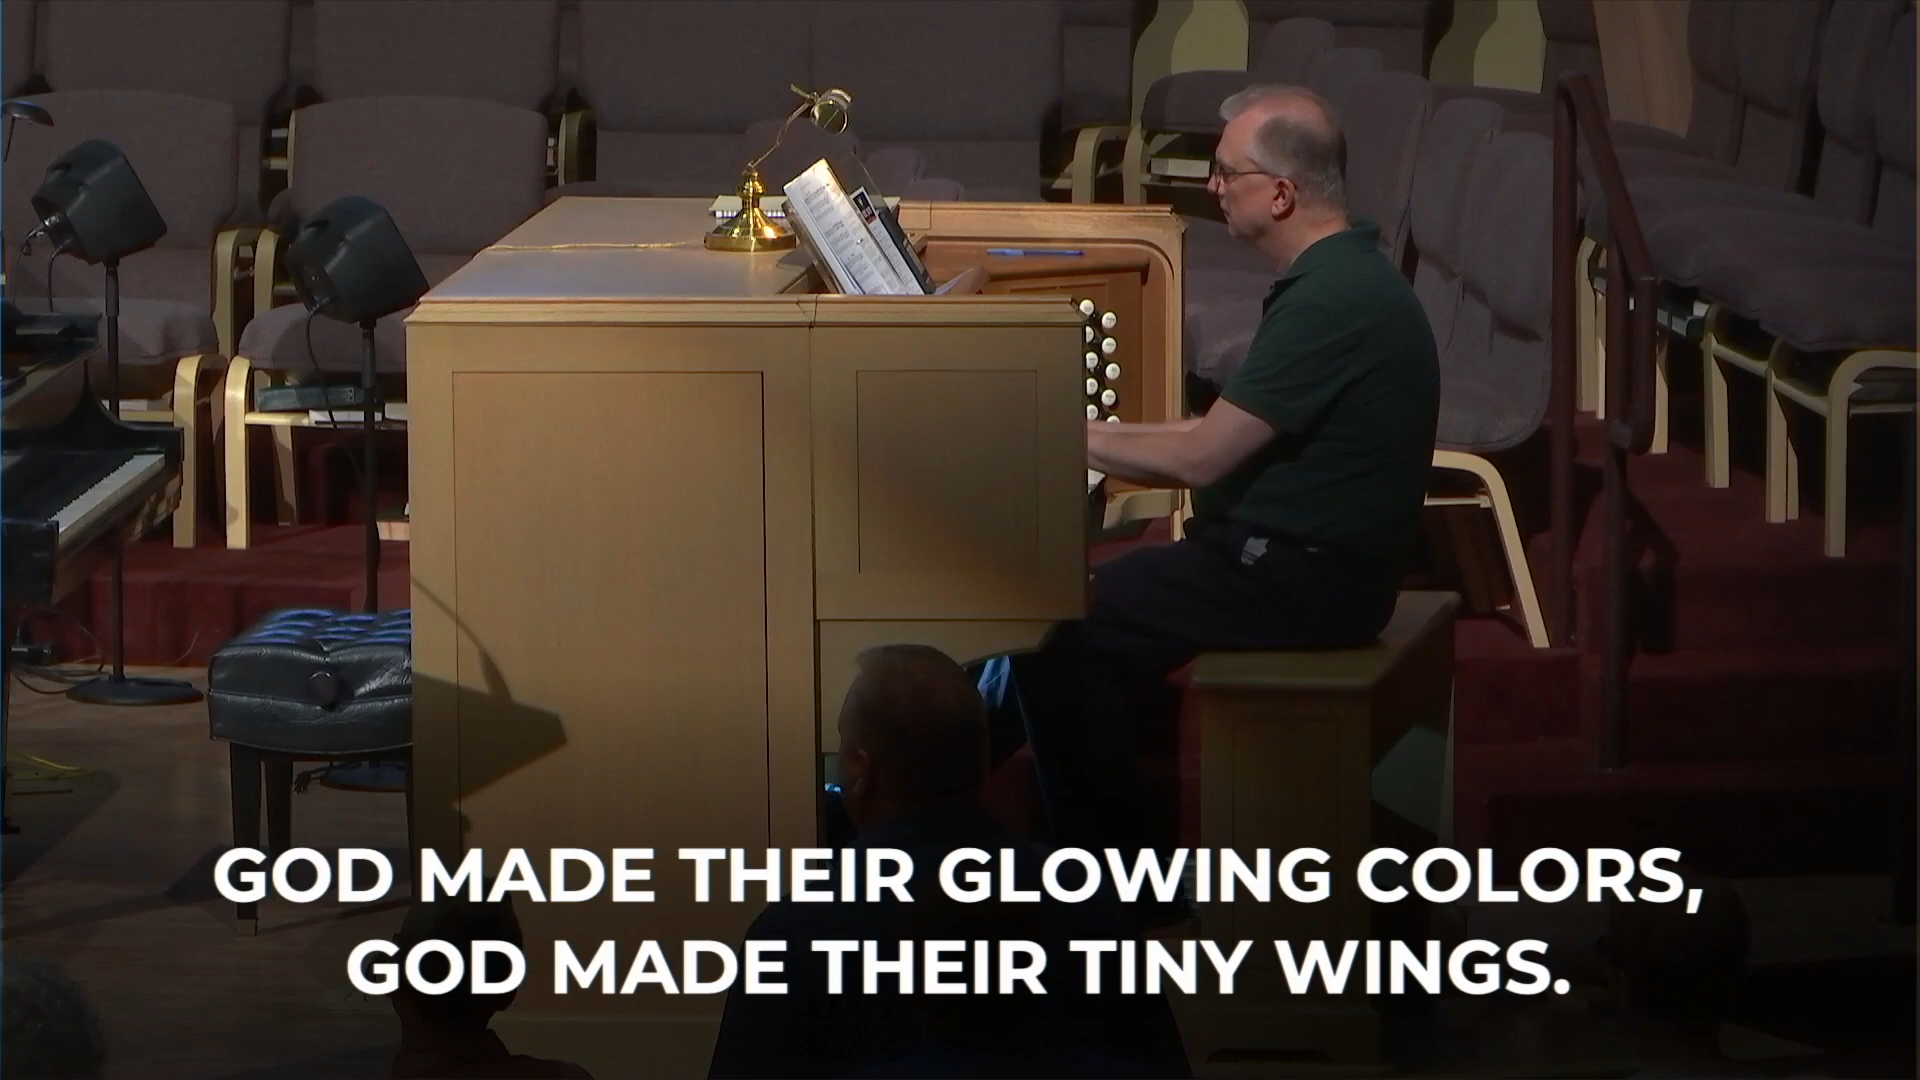 GOD MADE THEIR GLOWING COLORS,
GOD MADE THEIR TINY WINGS.